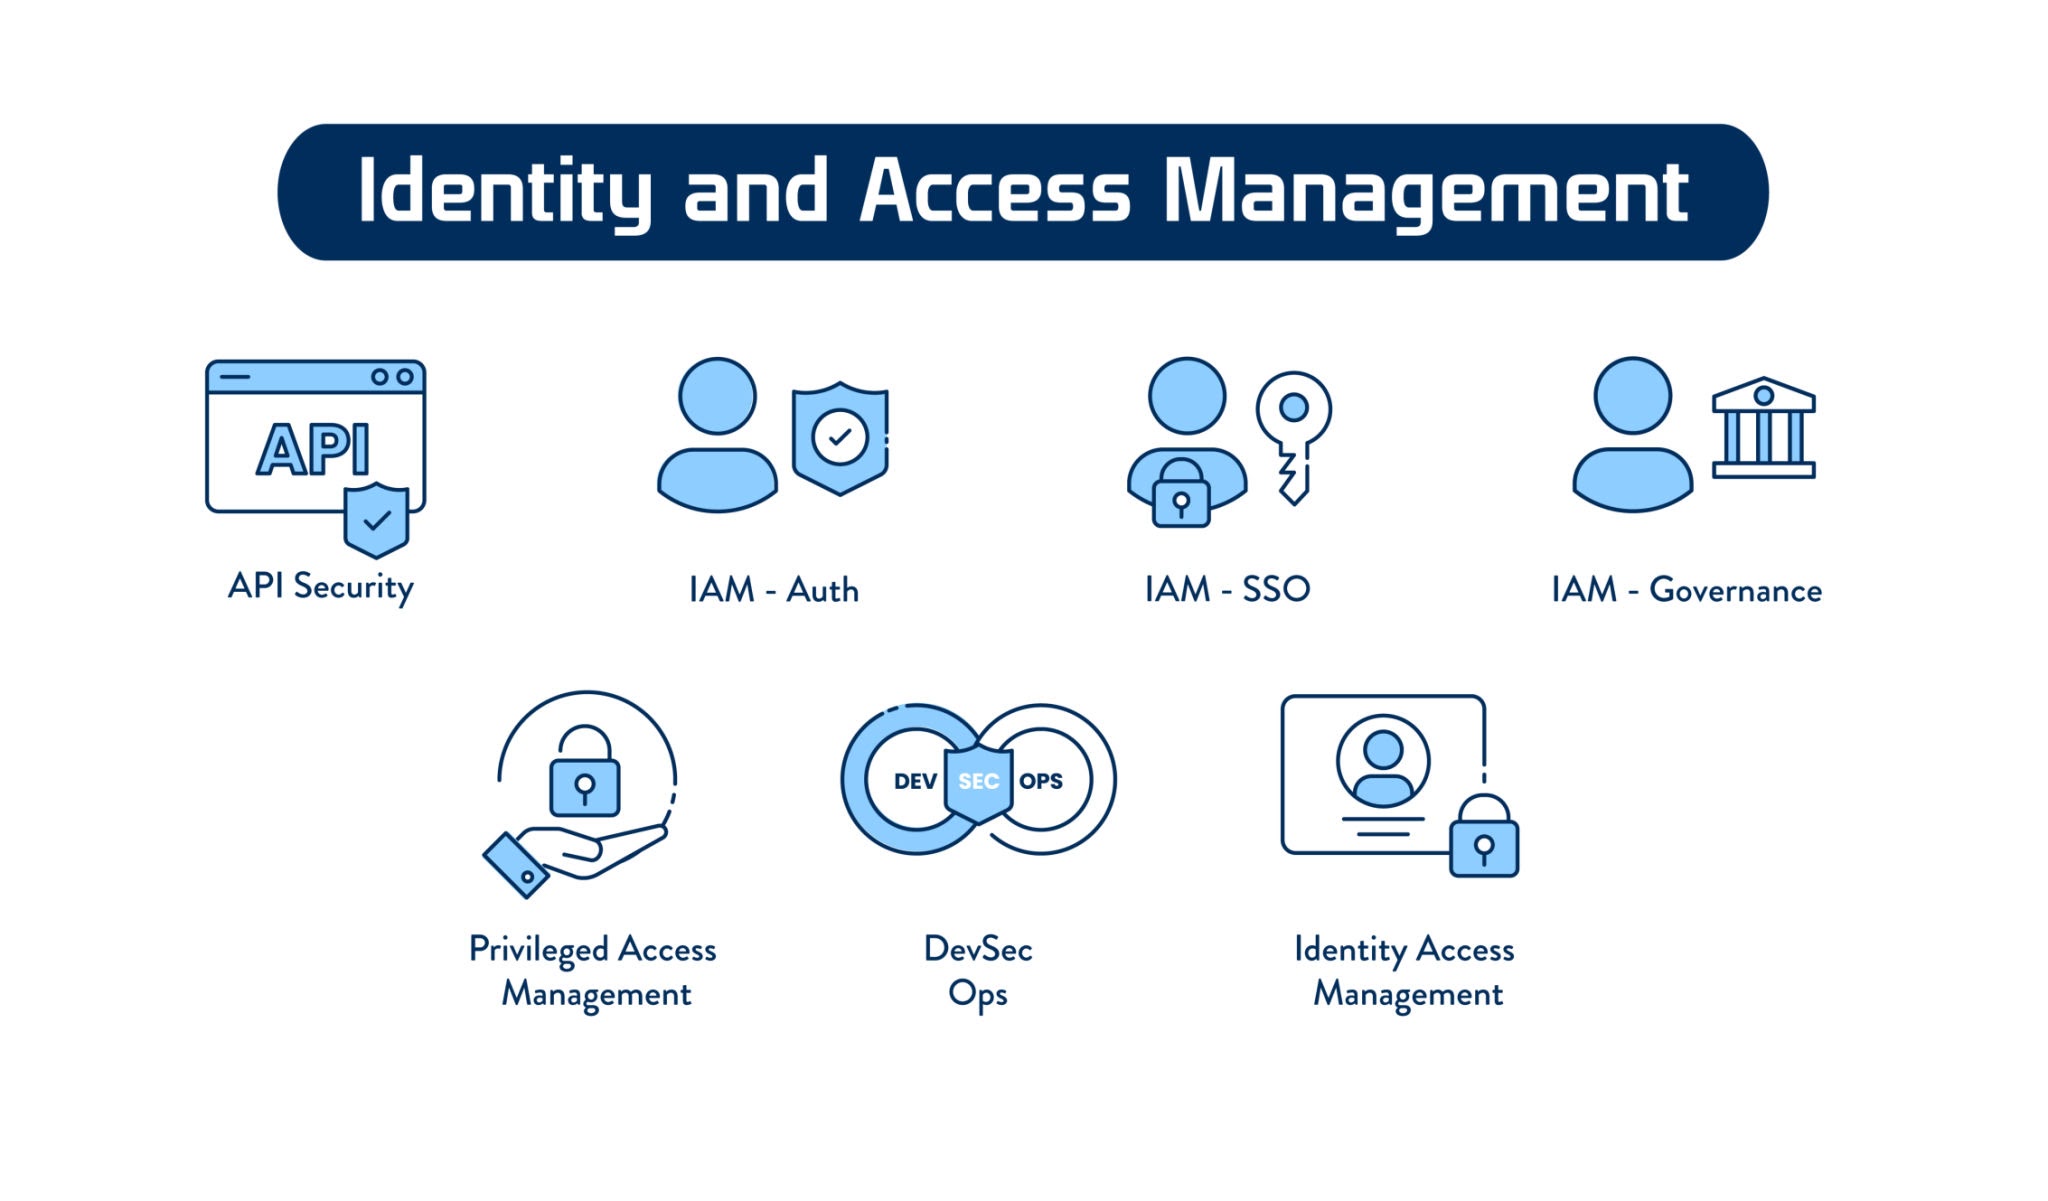 Identity and Access Management
API
API Security
IAM - Auth
IAM - SSO
IAM - Governance
DEV SEC OPS
Privileged Access
Management
DevSec
Ops
Identity Access
Management